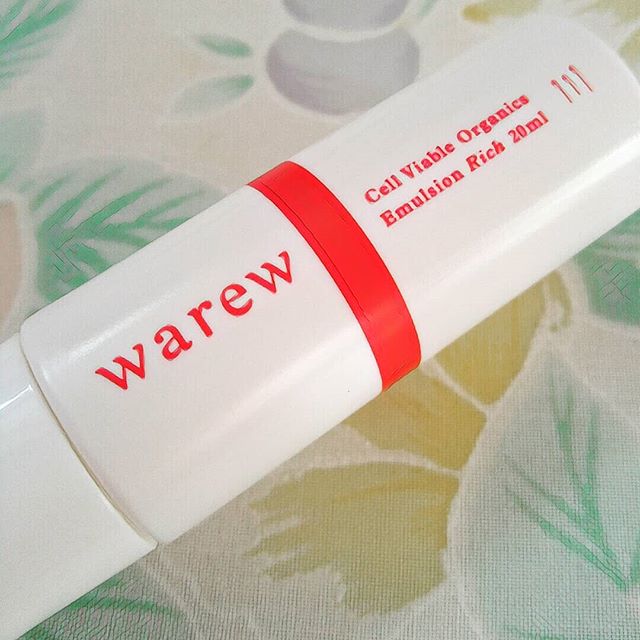 warew
Cell Viable Organics
Emulsion Rich 20ml